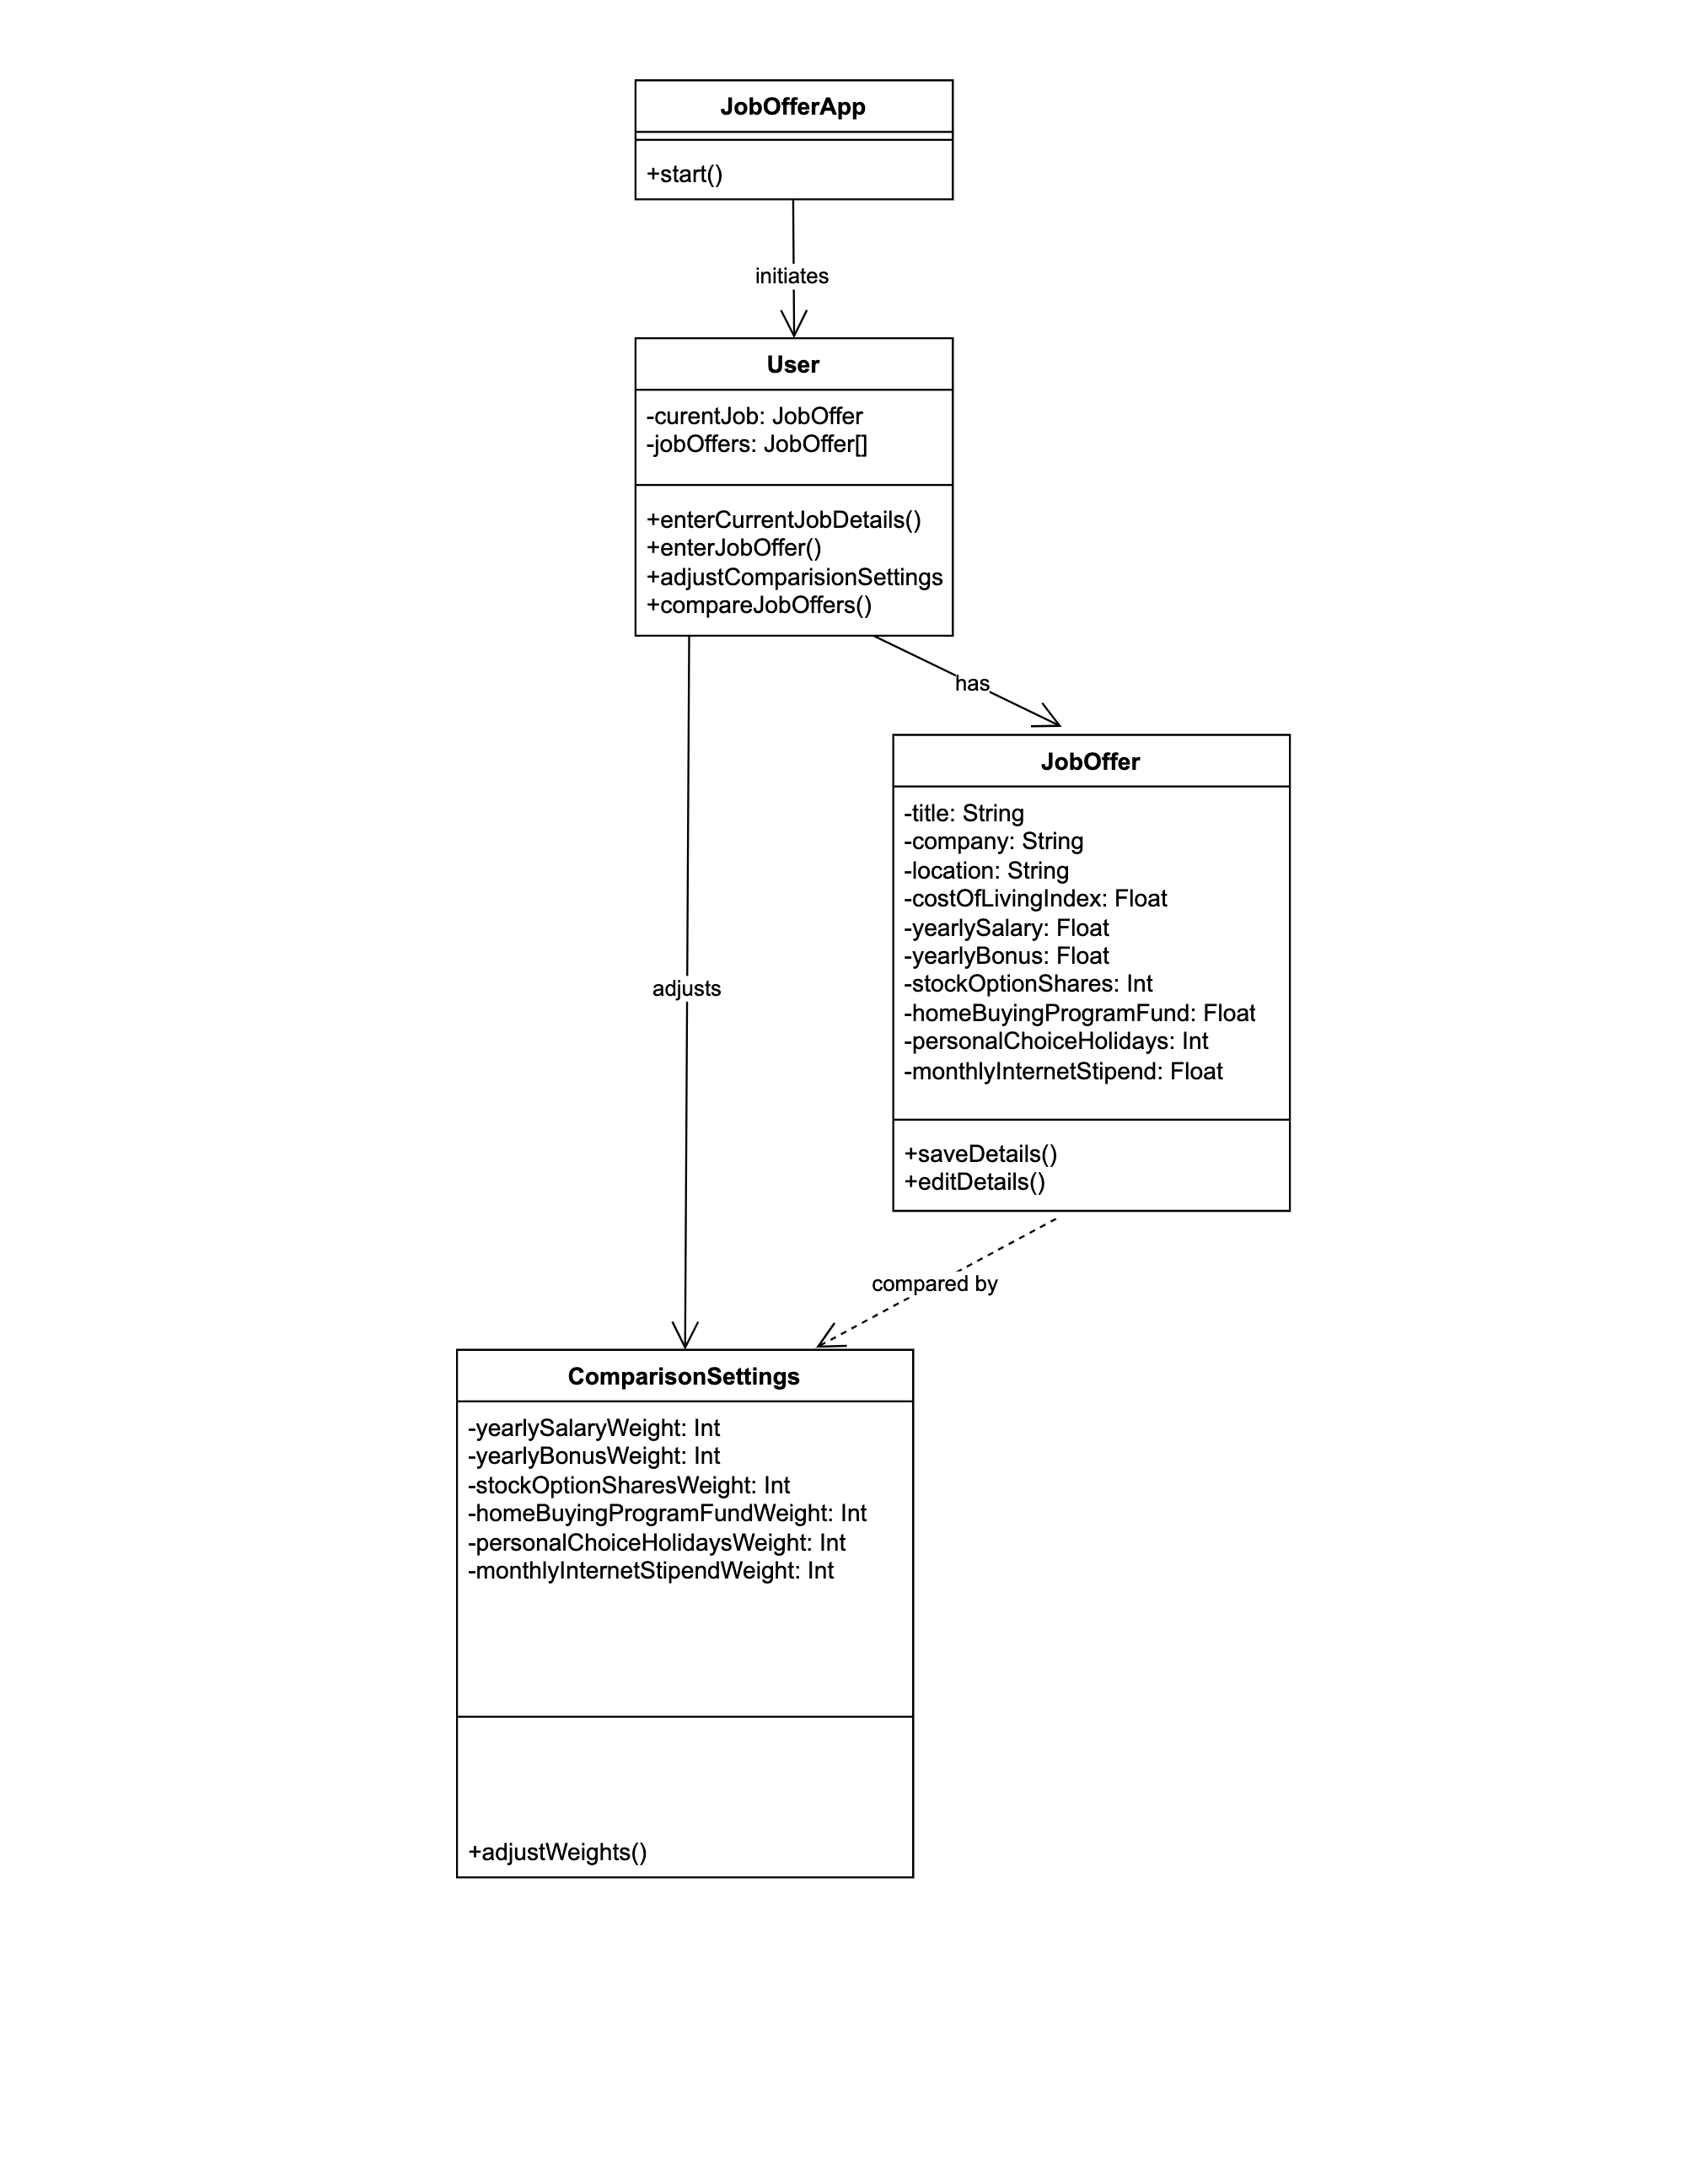 JobOfferApp
+start()
initiates
User
-curentJob: JobOffer
-jobOffers: JobOffer[]
+enterCurrentJobDetails()
+enterJobOffer()
+adjustComparisionSettings
+compareJobOffers()
has
JobOffer
-title: String
-company: String
-location: String
-costOfLivingIndex: Float
-yearlySalary: Float
-yearlyBonus: Float
-stockOptionShares: Int
-homeBuyingProgramFund: Float
-personalChoiceHolidays: Int
-monthlyInternetStipend: Float
+saveDetails()
+editDetails()
adjusts
compared by
ComparisonSettings
-yearlySalaryWeight: Int
-yearlyBonusWeight: Int
-stockOptionSharesWeight: Int
-homeBuyingProgramFundWeight: Int
-personalChoiceHolidaysWeight: Int
-monthlyInternetStipendWeight: Int
+adjustWeights()